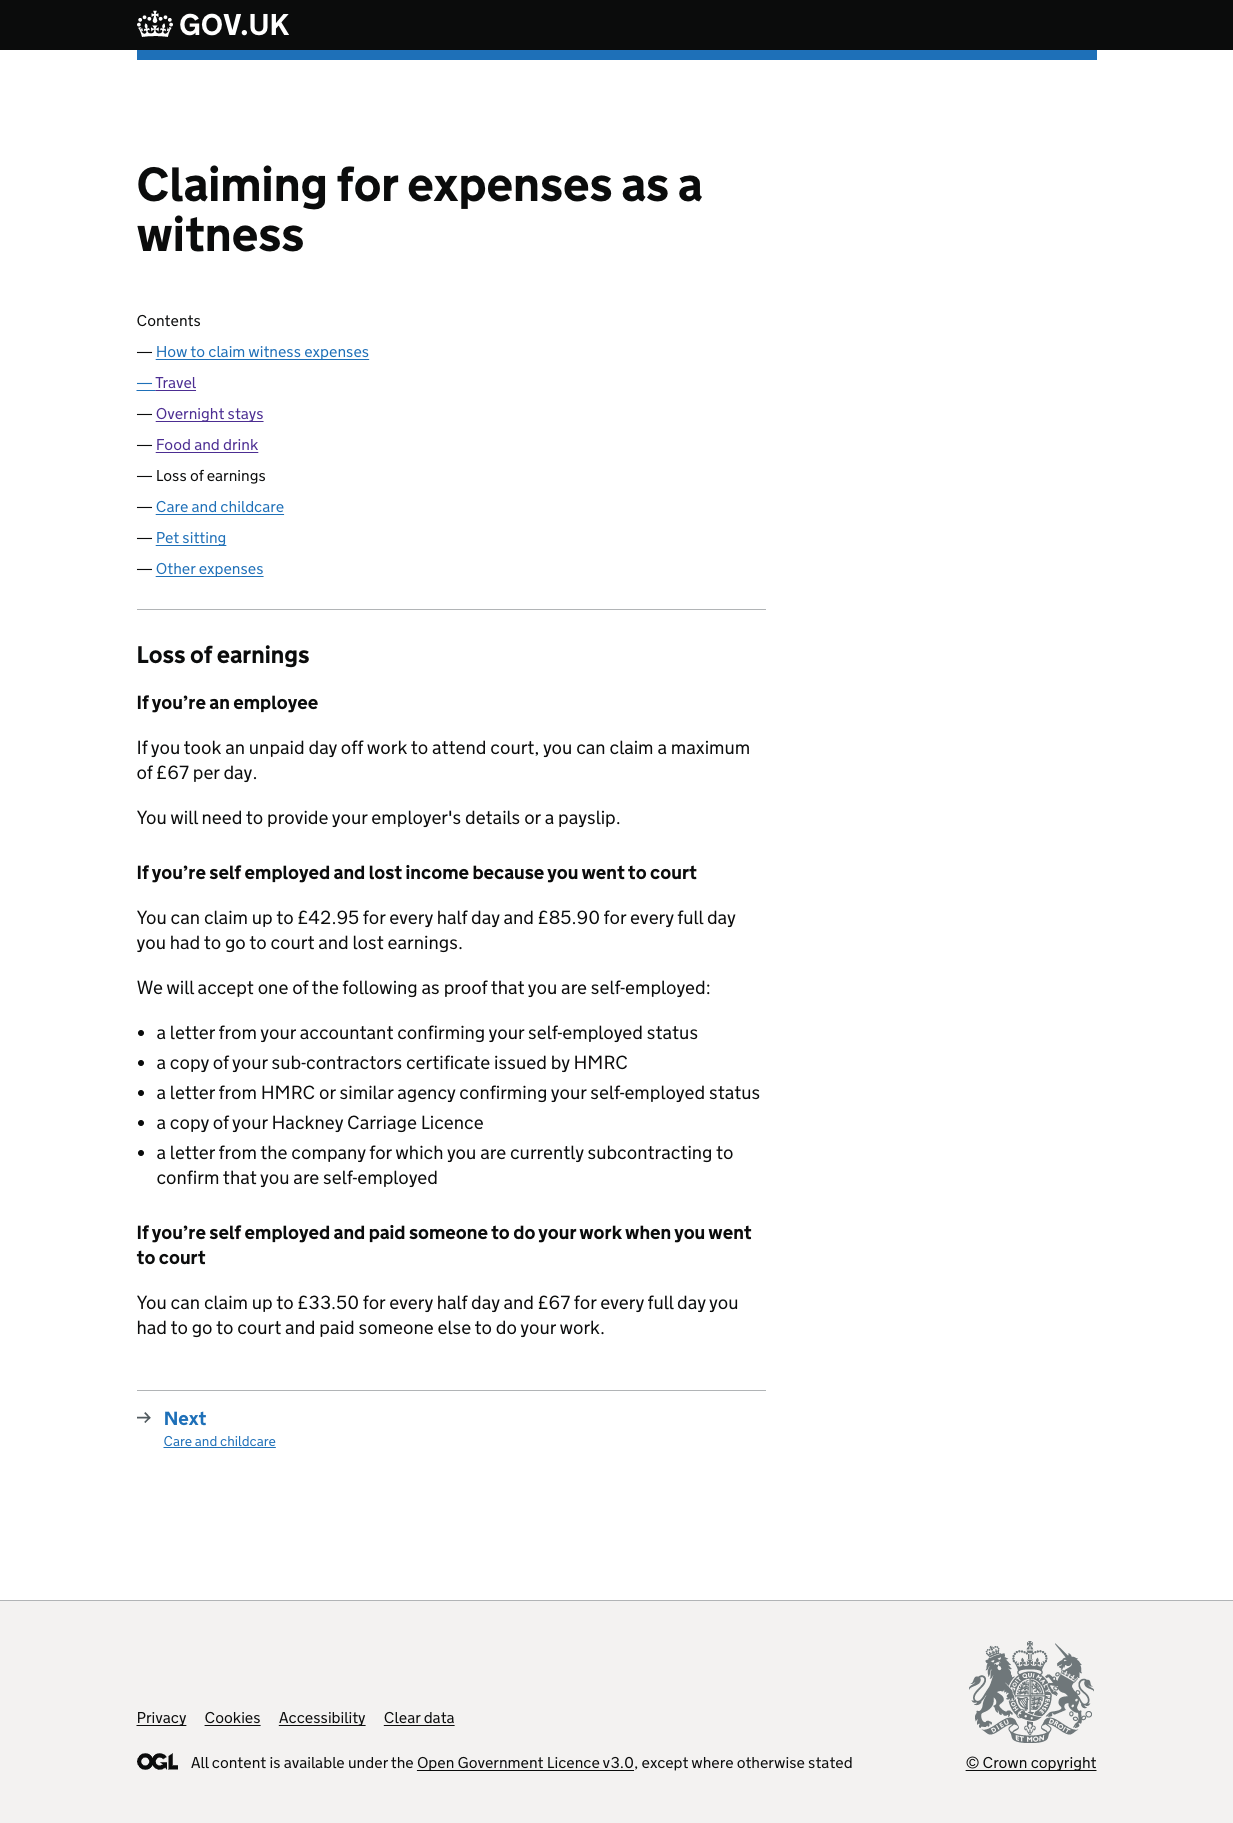 GOV.UK
Claiming for expenses as a
witness
Contents
— How to claim witness expenses
— Travel
— Overnight stays
— Food and drink
— Loss of earnings
— Care and childcare
— Pet sitting
— Other expenses
Loss of earnings
If you’re an employee
If you took an unpaid day off work to attend court, you can claim a maximum
of £67 per day.
You will need to provide your employer's details or a payslip.
If you’re self employed and lost income because you went to court
You can claim up to £42.95 for every half day and £85.90 for every full day
you had to go to court and lost earnings.
We will accept one of the following as proof that you are self-employed:
• a letter from your accountant confirming your self-employed status
• a copy of your sub-contractors certificate issued by HMRC
• a letter from HMRC or similar agency confirming your self-employed status
• a copy of your Hackney Carriage Licence
• a letter from the company for which you are currently subcontracting to
confirm that you are self-employed
If you’re self employed and paid someone to do your work when you went
to court
You can claim up to £33.50 for every half day and £67 for every full day you
had to go to court and paid someone else to do your work.
→ Next
Care and childcare
Privacy Cookies Accessibility Clear data
OGL All content is available under the Open Government Licence v3.0, except where otherwise stated
DIEU ET MON DROIT
© Crown copyright